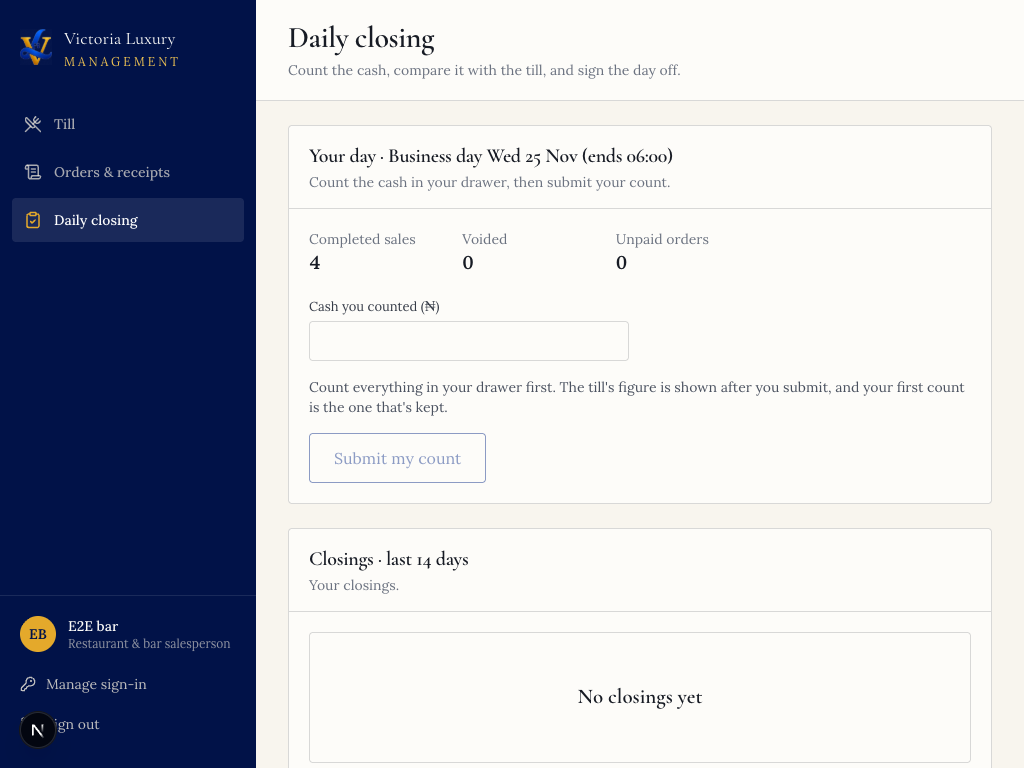 Victoria Luxury
MANAGEMENT
Till
Orders & receipts
Daily closing
E2E bar
EB
Restaurant & bar salesperson
Manage sign-in
ign out
N
Daily closing
Count the cash, compare it with the till, and sign the day off.
Your day · Business day Wed 25 Nov (ends 06:00)
Count the cash in your drawer, then submit your count.
Completed sales
4
Voided
0
Unpaid orders
0
Cash you counted (₦)
Count everything in your drawer first. The till's figure is shown after you submit, and your first count
is the one that's kept.
Submit my count
Closings · last 14 days
Your closings.
No closings yet